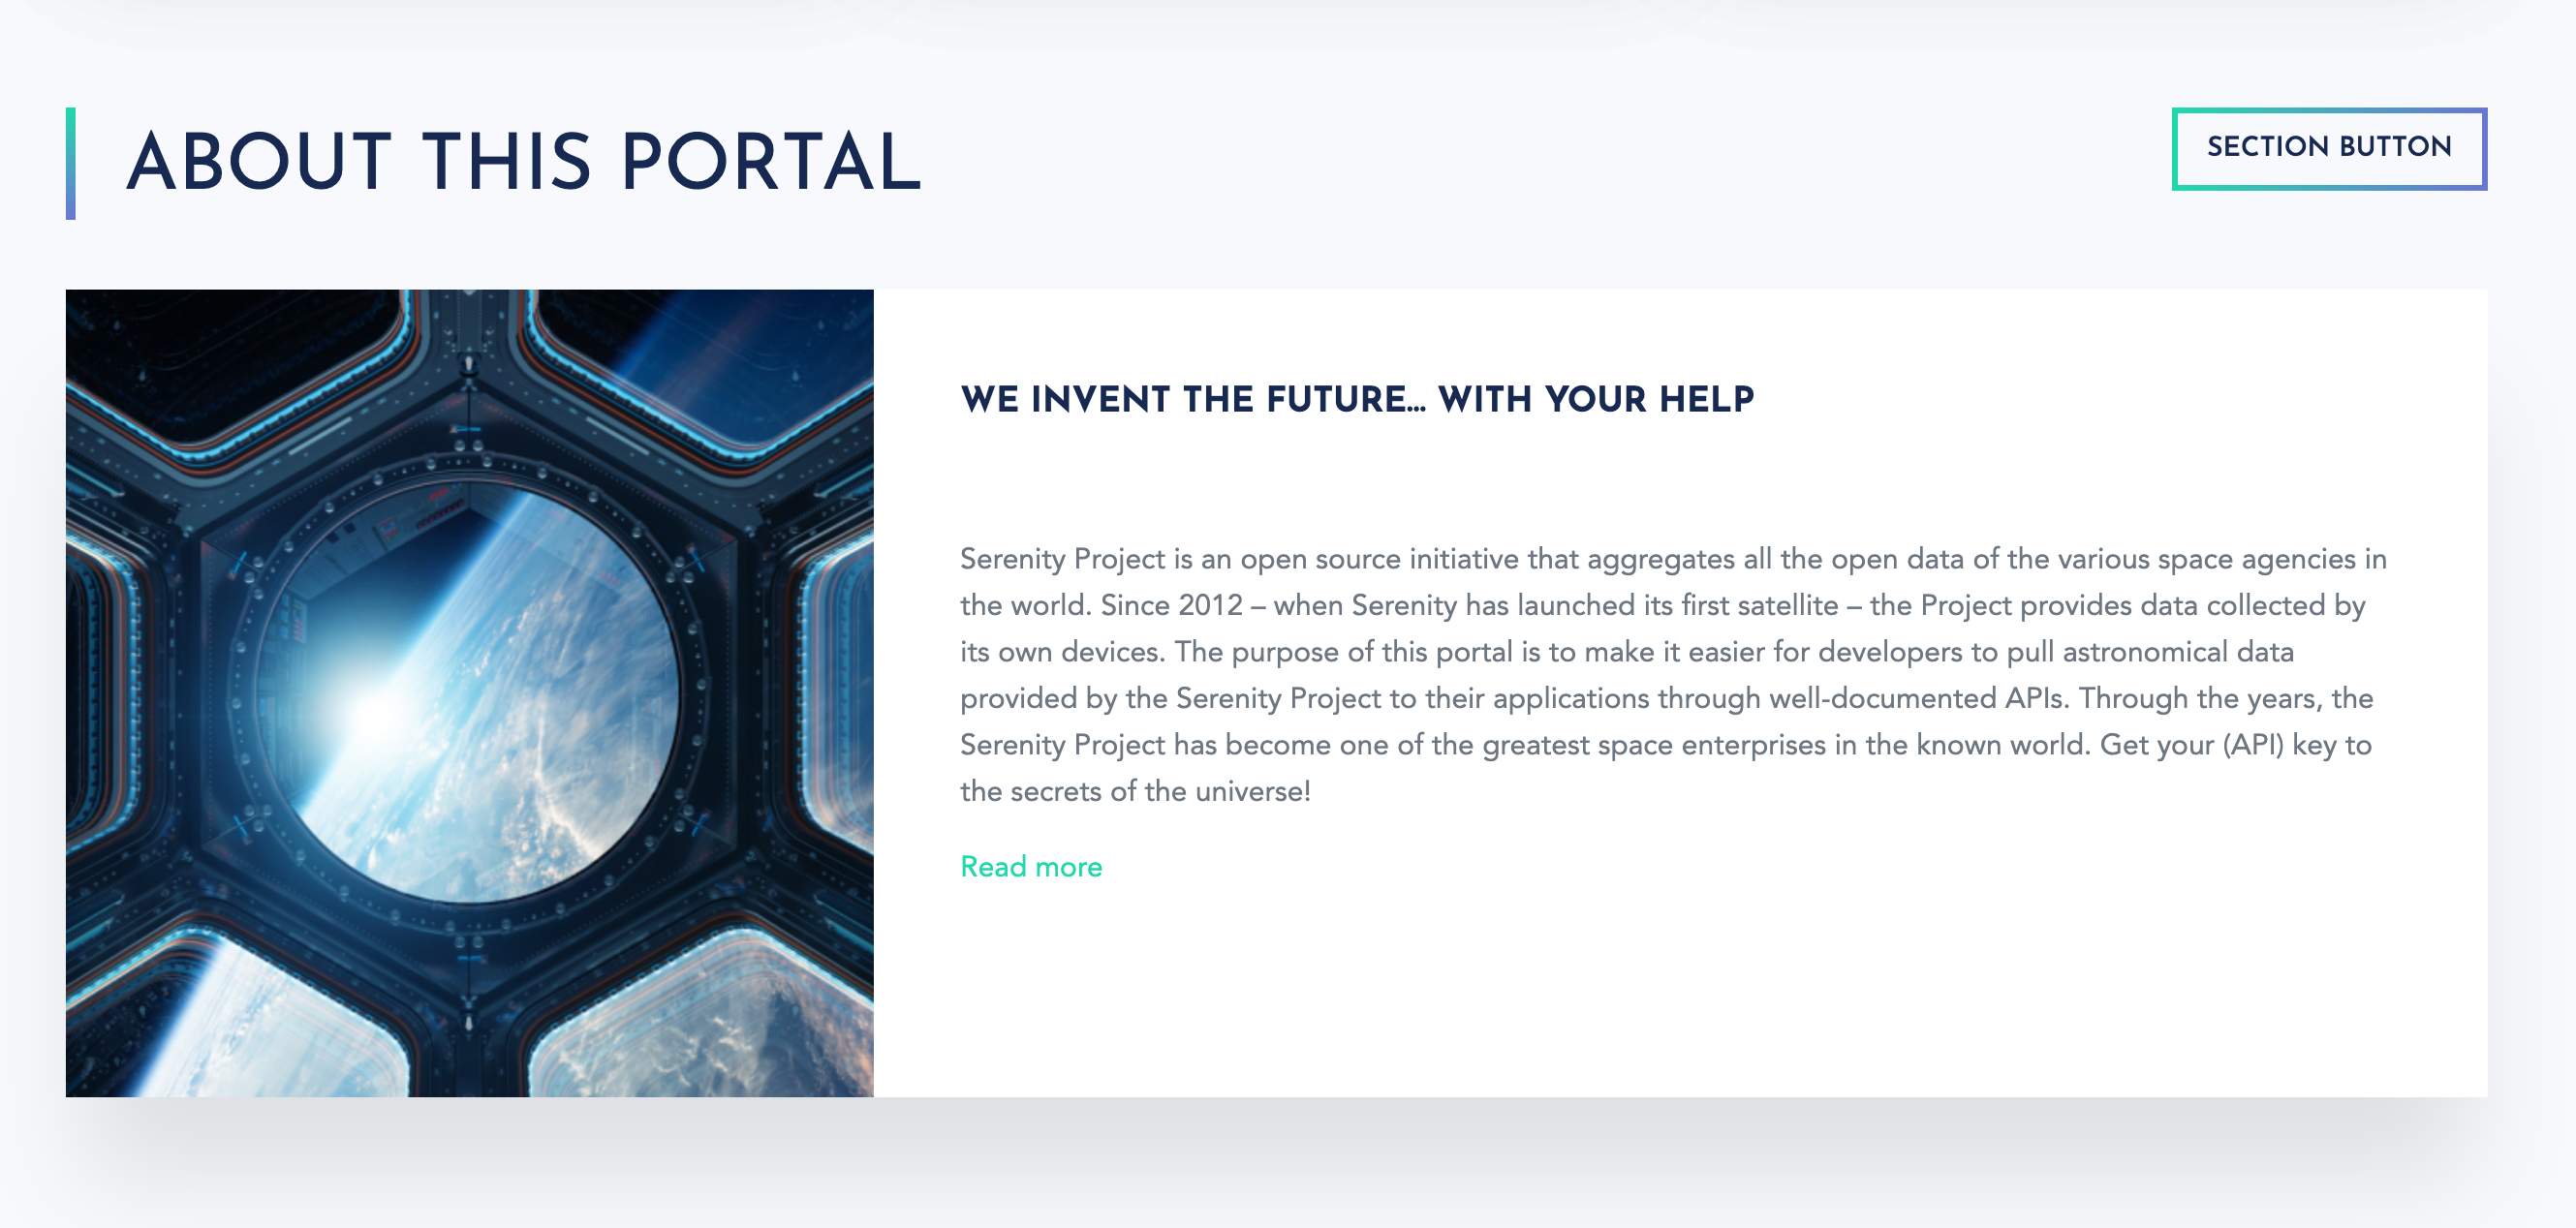 ABOUT THIS PORTAL
SECTION BUTTON
WE INVENT THE FUTURE... WITH YOUR HELP
Serenity Project is an open source initiative that aggregates all the open data of the various space agencies in
the world. Since 2012 – when Serenity has launched its first satellite – the Project provides data collected by
its own devices. The purpose of this portal is to make it easier for developers to pull astronomical data
provided by the Serenity Project to their applications through well-documented APIs. Through the years, the
Serenity Project has become one of the greatest space enterprises in the known world. Get your (API) key to
the secrets of the universe!
Read more